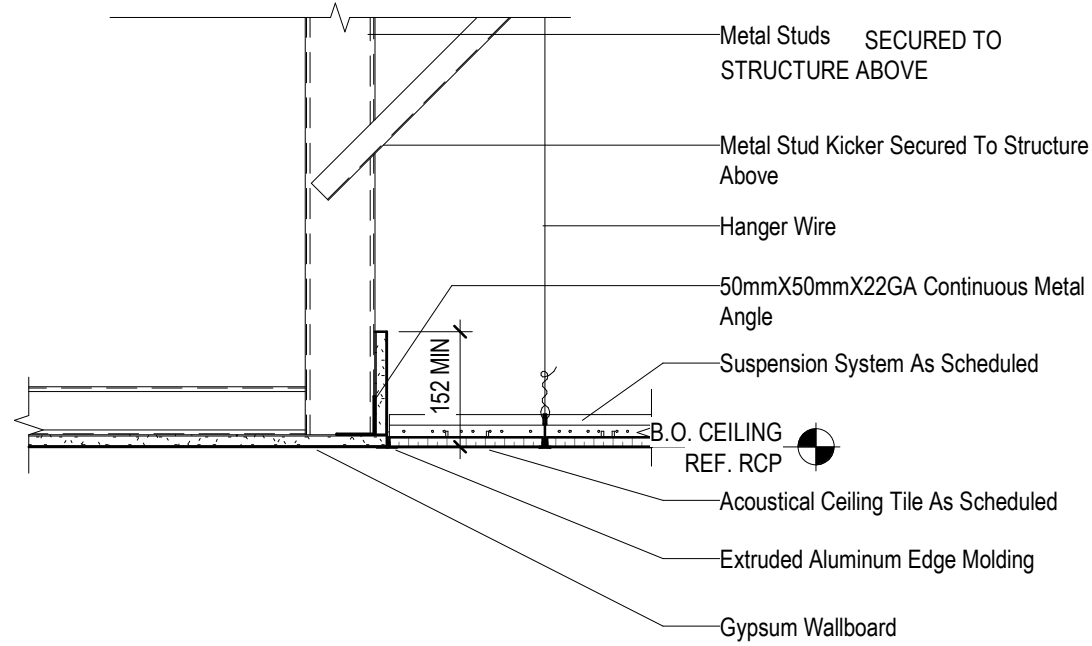 Metal Studs SECURED TO
STRUCTURE ABOVE
Metal Stud Kicker Secured To Structure
Above
Hanger Wire
50mmX50mmX22GA Continuous Metal
Angle
Suspension System As Scheduled
152 MIN
B.O. CEILING
REF. RCP
Acoustical Ceiling Tile As Scheduled
Extruded Aluminum Edge Molding
Gypsum Wallboard